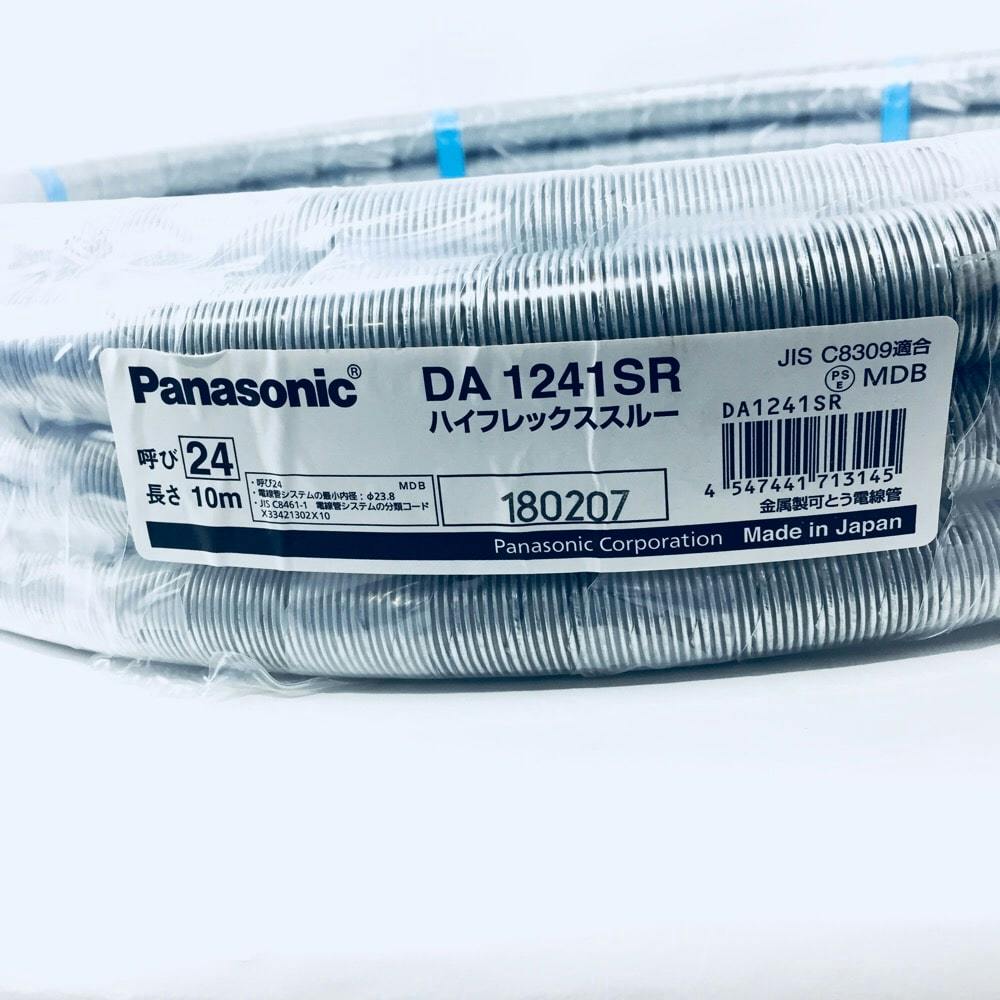 Panasonic®
DA 1241SR
ハイフレックススルー
JIS C8309適合
PS E MDB
DA1241SR
4 547441 713145
金属製可とう電線管
呼び 24
長さ 10m
・呼び24 MDB
・電線管システムの最小内径：φ23.8
・JIS C8461-1 電線管システムの分類コード
X33421302X10
180207
Panasonic Corporation Made in Japan